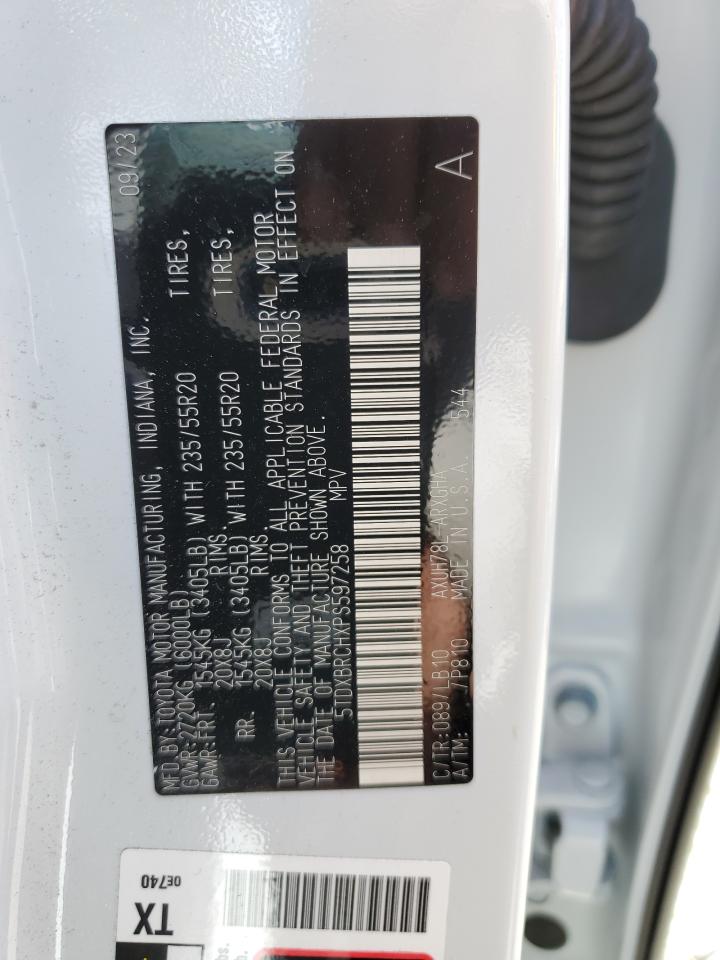 MFD.BY:TOYOTA MOTOR MANUFACTURING, INDIANA, INC. 09/23
GVWR:2720KG (6000LB)
GAWR:FRT. 1545KG (3405LB) WITH 235/55R20 TIRES,
20X8J RIMS.
RR. 1545KG (3405LB) WITH 235/55R20 TIRES,
20X8J RIMS.
THIS VEHICLE CONFORMS TO ALL APPLICABLE FEDERAL MOTOR
VEHICLE SAFETY AND THEFT PREVENTION STANDARDS IN EFFECT ON
THE DATE OF MANUFACTURE SHOWN ABOVE.
5TDXBRCHXPS597258 MPV
C/TR:089/LB10 AXUH78L-ARXGHA
A/TM: /P810 MADE IN U.S.A. 544 A
TX 0E740